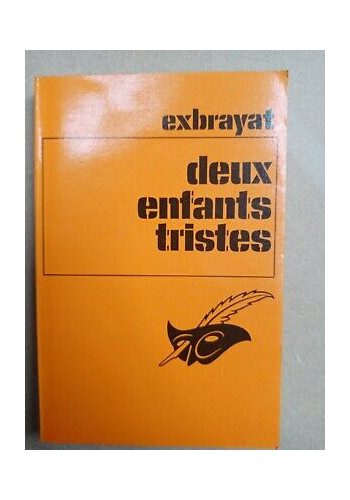 exbrayat
deux
enfants
tristes